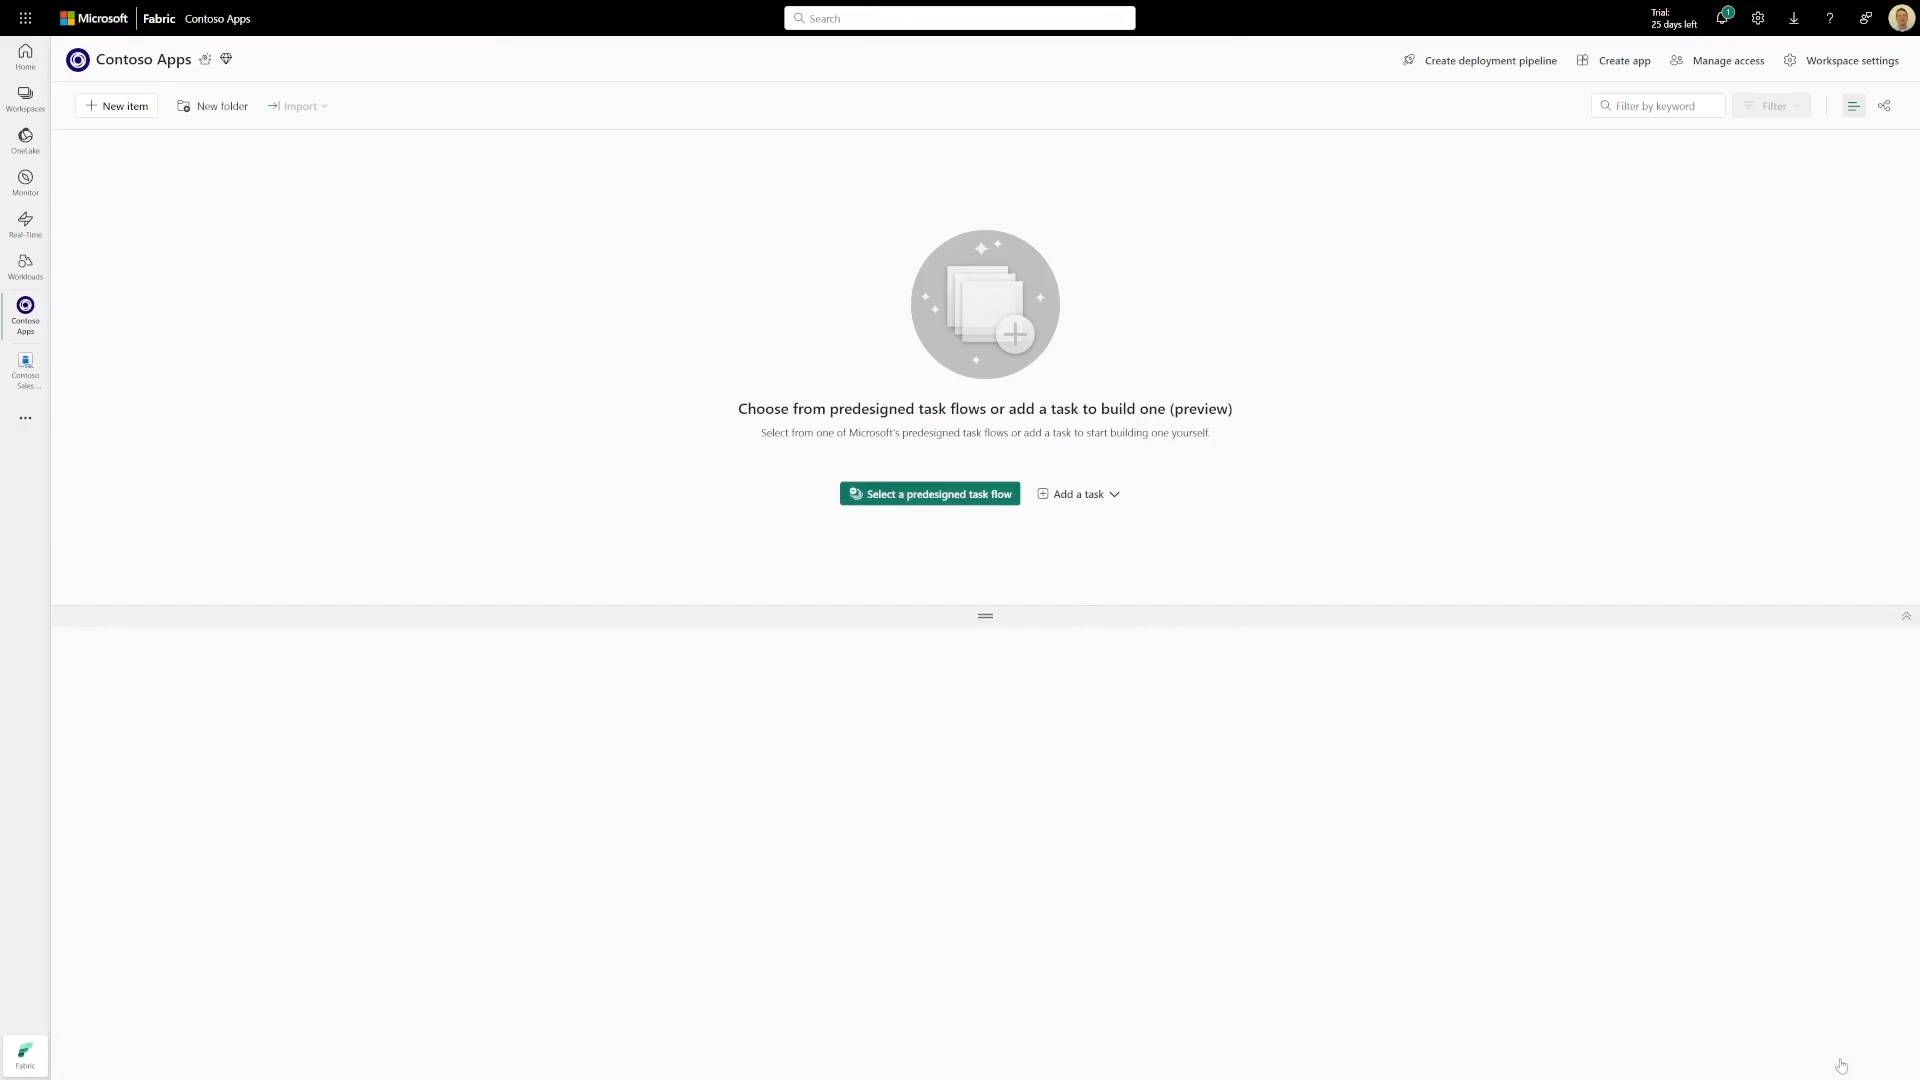 Microsoft Fabric Contoso Apps
Search
Trial:
25 days left
1
Home
Workspaces
OneLake
Monitor
Real-Time
Workloads
Contoso
Apps
Contoso
Sales ...
Fabric
Contoso Apps
Create deployment pipeline
Create app
Manage access
Workspace settings
New item
New folder
Import
Filter by keyword
Filter
Choose from predesigned task flows or add a task to build one (preview)
Select from one of Microsoft's predesigned task flows or add a task to start building one yourself.
Select a predesigned task flow
Add a task